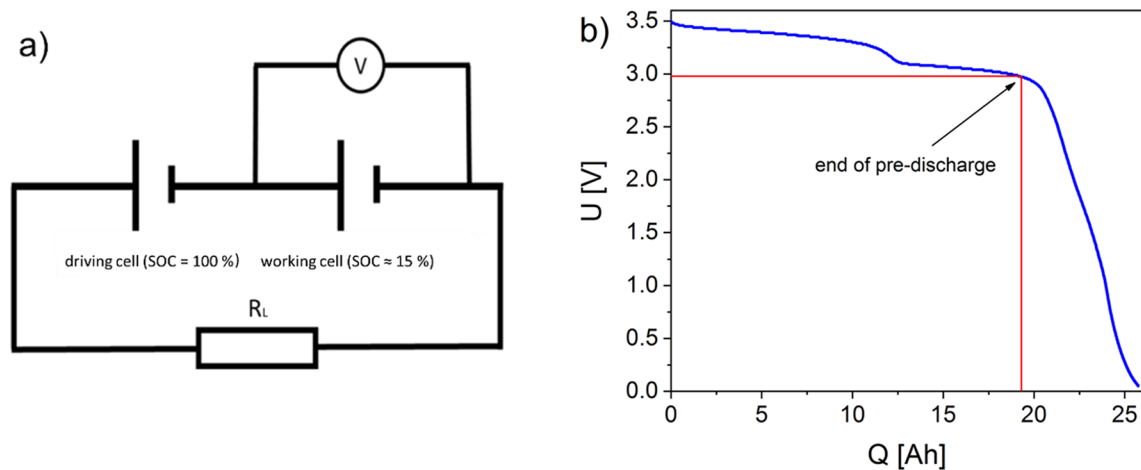 a)
V
driving cell (SOC = 100 %) working cell (SOC ≈ 15 %)
RL
b)
3.5
3.0
2.5
2.0
1.5
1.0
0.5
0.0
U [V]
end of pre-discharge
0 5 10 15 20 25
Q [Ah]